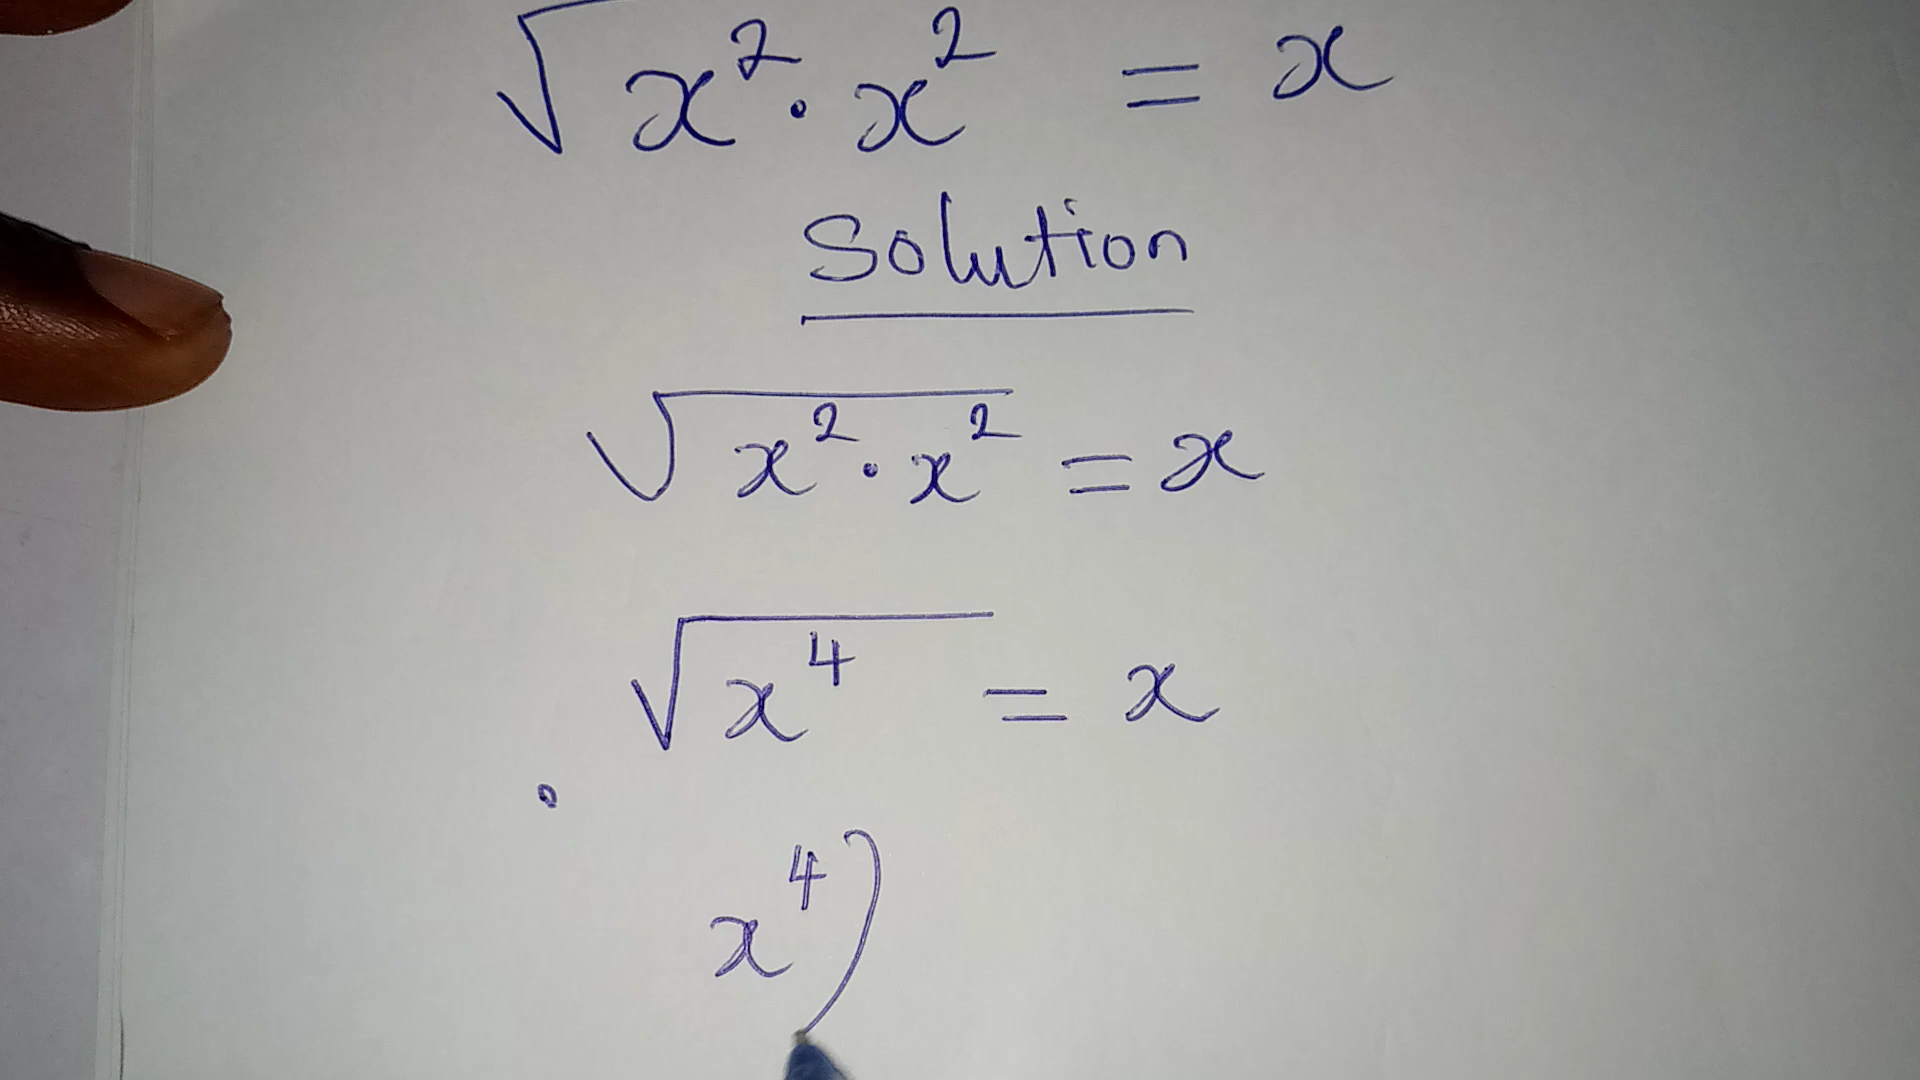 √x²·x² = x
Solution
√x²·x² = x
√x⁴ = x
x⁴)